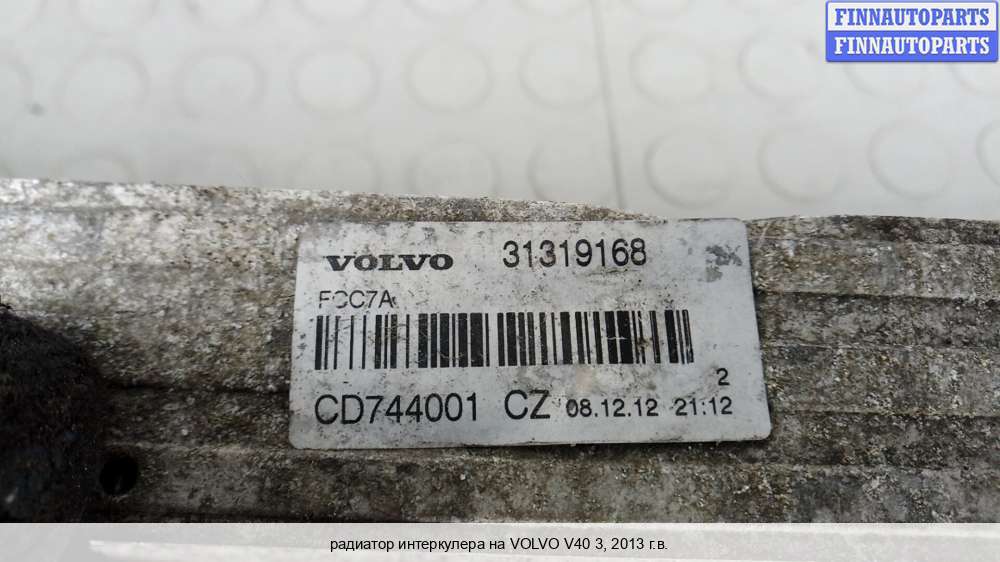 FINNAUTOPARTS
FINNAUTOPARTS
VOLVO 31319168
CD744001 CZ 08.12.12 21:12
2
радиатор интеркулера на VOLVO V40 3, 2013 г.в.